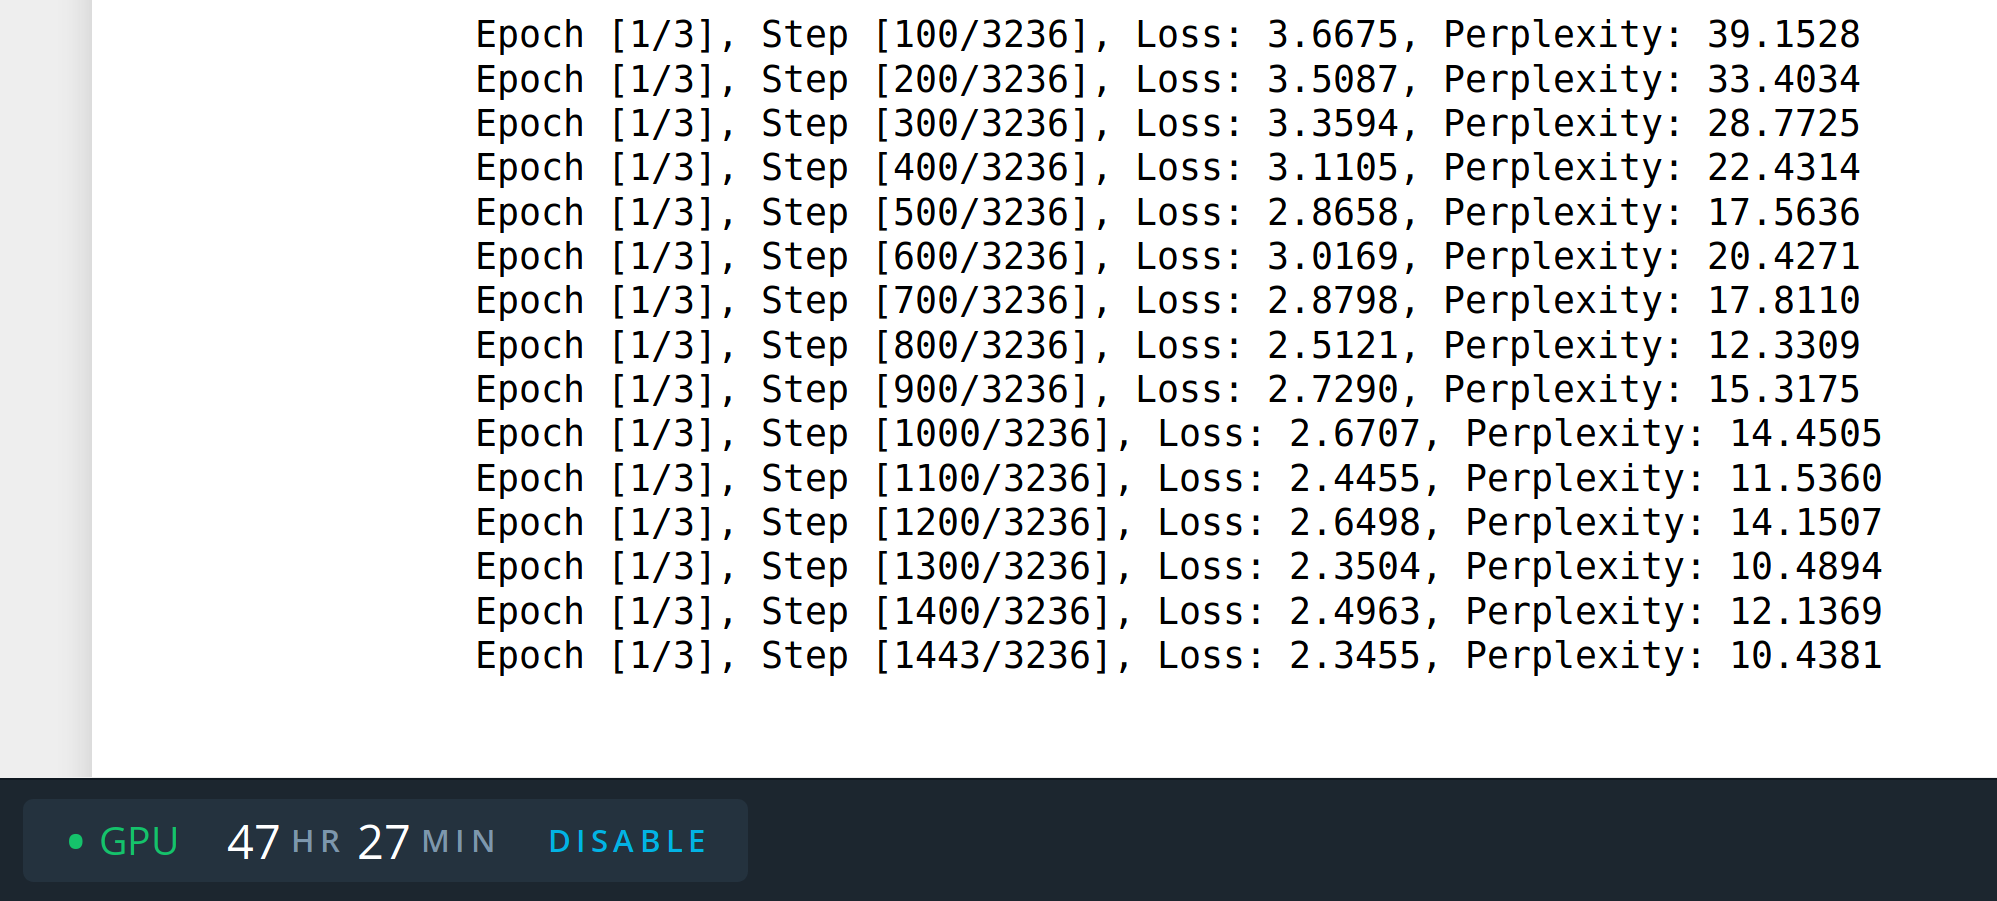 Epoch [1/3], Step [100/3236], Loss: 3.6675, Perplexity: 39.1528
Epoch [1/3], Step [200/3236], Loss: 3.5087, Perplexity: 33.4034
Epoch [1/3], Step [300/3236], Loss: 3.3594, Perplexity: 28.7725
Epoch [1/3], Step [400/3236], Loss: 3.1105, Perplexity: 22.4314
Epoch [1/3], Step [500/3236], Loss: 2.8658, Perplexity: 17.5636
Epoch [1/3], Step [600/3236], Loss: 3.0169, Perplexity: 20.4271
Epoch [1/3], Step [700/3236], Loss: 2.8798, Perplexity: 17.8110
Epoch [1/3], Step [800/3236], Loss: 2.5121, Perplexity: 12.3309
Epoch [1/3], Step [900/3236], Loss: 2.7290, Perplexity: 15.3175
Epoch [1/3], Step [1000/3236], Loss: 2.6707, Perplexity: 14.4505
Epoch [1/3], Step [1100/3236], Loss: 2.4455, Perplexity: 11.5360
Epoch [1/3], Step [1200/3236], Loss: 2.6498, Perplexity: 14.1507
Epoch [1/3], Step [1300/3236], Loss: 2.3504, Perplexity: 10.4894
Epoch [1/3], Step [1400/3236], Loss: 2.4963, Perplexity: 12.1369
Epoch [1/3], Step [1443/3236], Loss: 2.3455, Perplexity: 10.4381
GPU 47 HR 27 MIN DISABLE